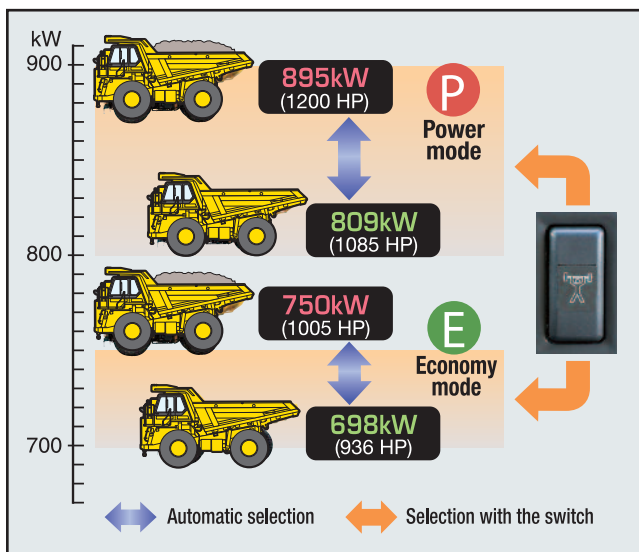 kW
900
895kW
(1200 HP)
P
Power
mode
809kW
(1085 HP)
800
750kW
(1005 HP)
E
Economy
mode
698kW
(936 HP)
700
Automatic selection
Selection with the switch